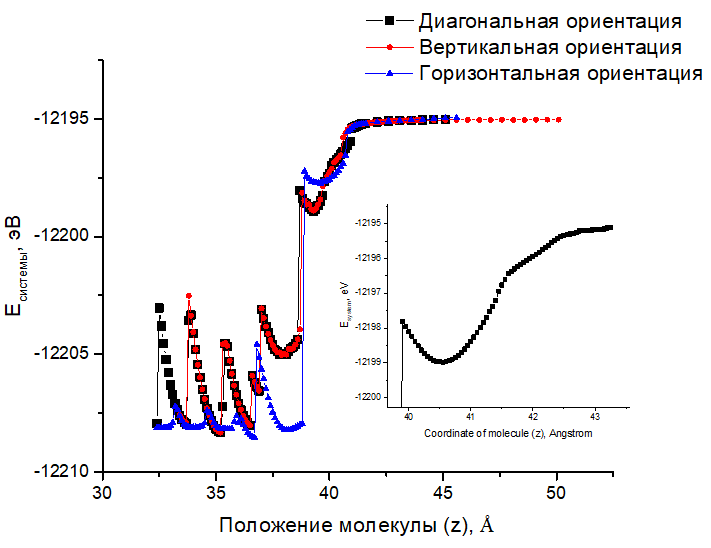 Диагональная ориентация
Вертикальная ориентация
Горизонтальная ориентация
-12195
-12200
-12205
-12210
Eсистемы, эВ
30
35
40
45
50
Положение молекулы (z), Å
-12195
-12196
-12197
-12198
-12199
-12200
Esystem, eV
40
41
42
43
Coordinate of molecule (z), Angstrom